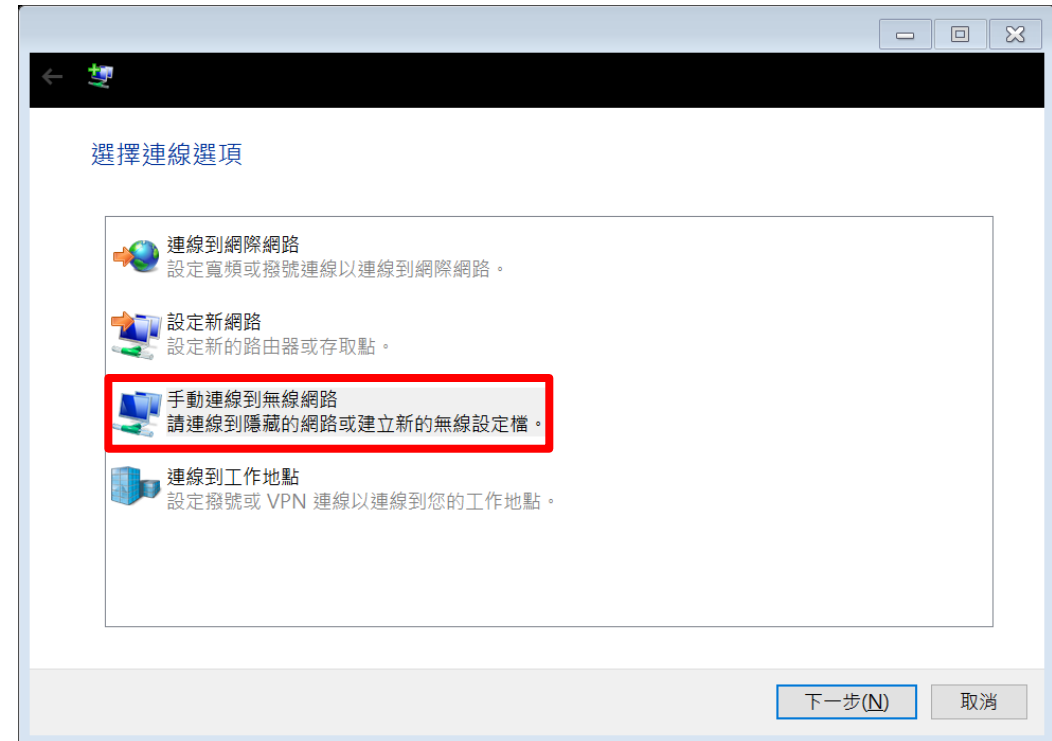 選擇連線選項
連線到網際網路
設定寬頻或撥號連線以連線到網際網路。
設定新網路
設定新的路由器或存取點。
手動連線到無線網路
請連線到隱藏的網路或建立新的無線設定檔。
連線到工作地點
設定撥號或 VPN 連線以連線到您的工作地點。
下一步(N) 取消